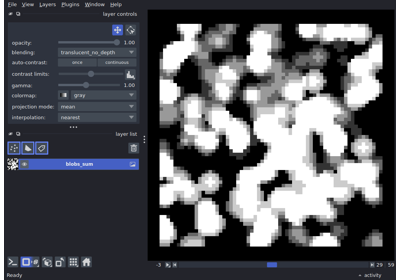 File View Layers Plugins Window Help
layer controls
opacity: 1.00
blending: translucent_no_depth
auto-contrast: once continuous
contrast limits:
gamma: 1.00
colormap: gray
projection mode: mean
interpolation: nearest
layer list
blobs_sum
-3 29 59
Ready activity